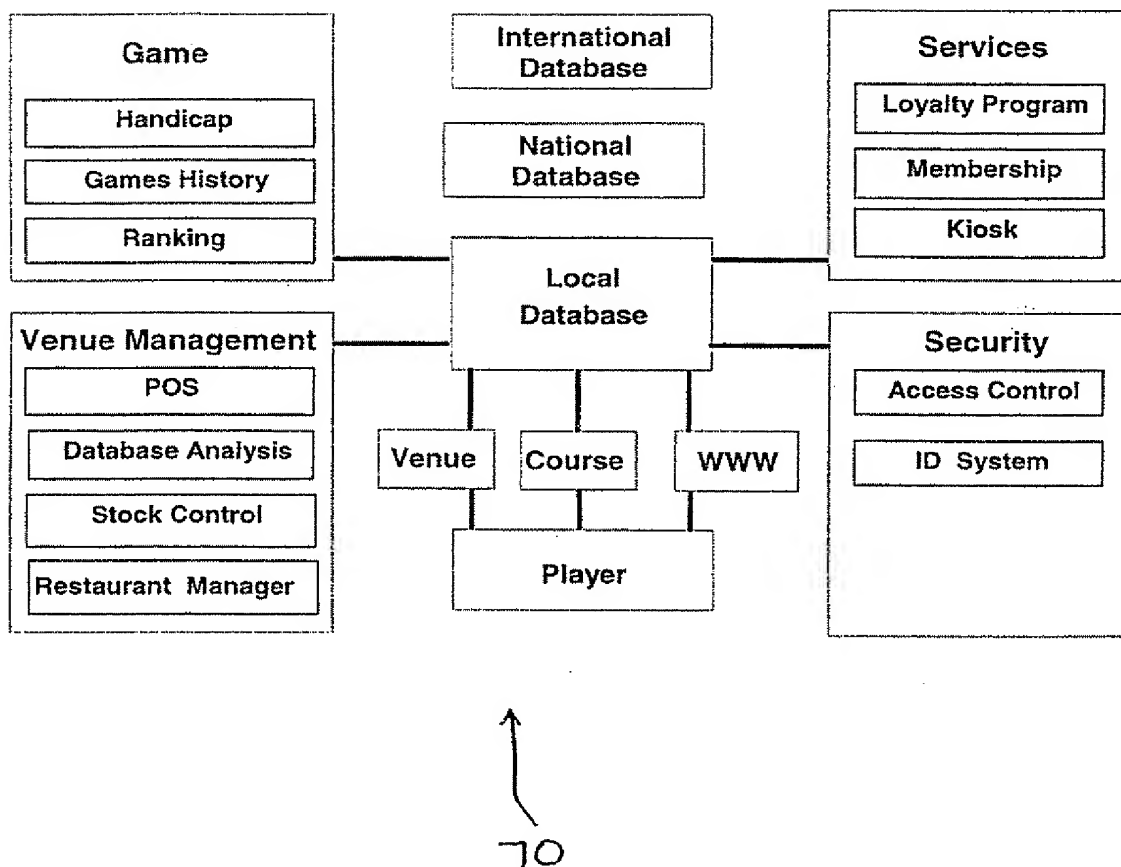 Game
Handicap
Games History
Ranking
International
Database
National
Database
Local
Database
Services
Loyalty Program
Membership
Kiosk
Venue Management
POS
Database Analysis
Stock Control
Restaurant Manager
Venue
Course
WWW
Player
Security
Access Control
ID System
70